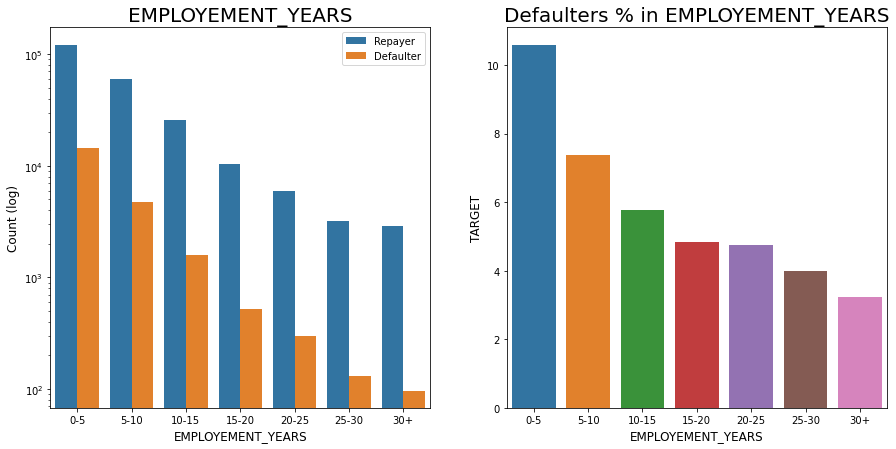 EMPLOYEMENT_YEARS
Repayer
Defaulter
10⁵
10⁴
10³
10²
Count (log)
0-5 5-10 10-15 15-20 20-25 25-30 30+
EMPLOYEMENT_YEARS
Defaulters % in EMPLOYEMENT_YEARS
10
8
6
4
2
0
TARGET
0-5 5-10 10-15 15-20 20-25 25-30 30+
EMPLOYEMENT_YEARS